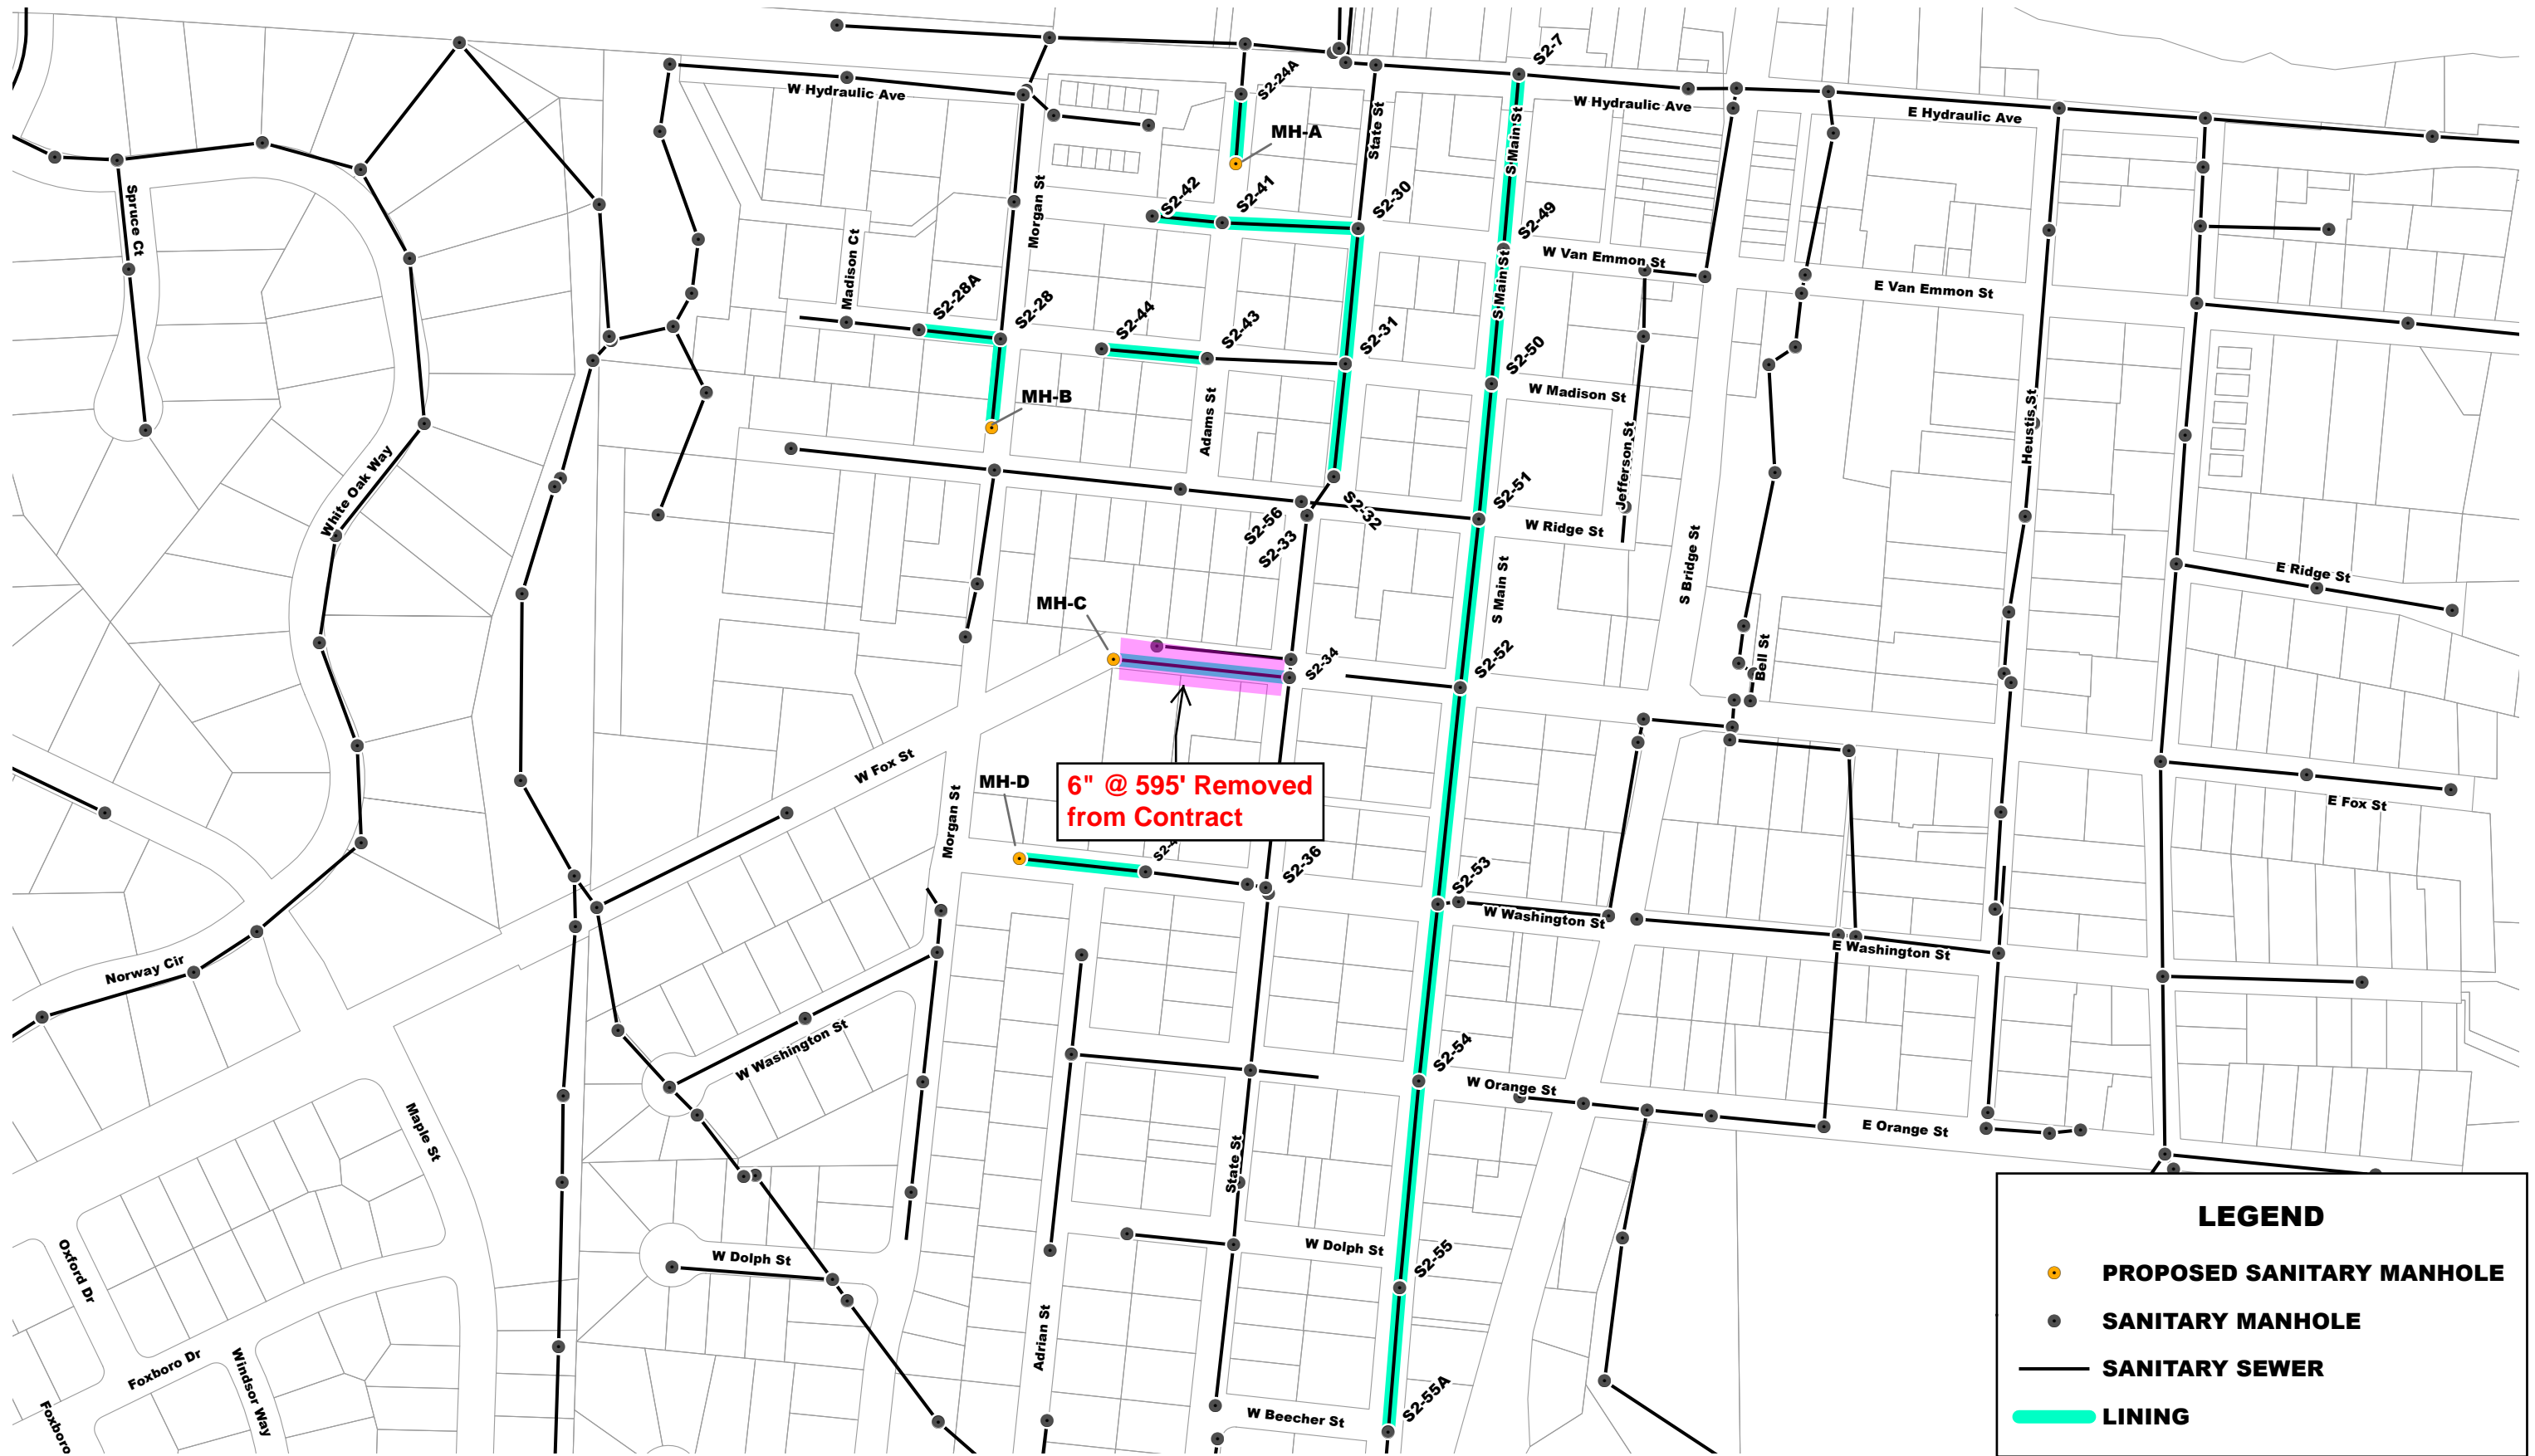 S2-7
W Hydraulic Ave
S2-24A
MH-A
State St
S Main St
W Hydraulic Ave
E Hydraulic Ave
Spruce Ct
Morgan St
S2-42
S2-41
S2-30
S2-49
W Van Emmon St
E Van Emmon St
Madison Ct
S2-28A
S2-28
S2-44
S2-43
S2-31
S Main St
S2-50
W Madison St
MH-B
Adams St
Jefferson St
Heustis St
White Oak Way
S2-56
S2-33
S2-32
S2-51
W Ridge St
S Bridge St
E Ridge St
MH-C
S Main St
S2-34
S2-52
Bell St
W Fox St
MH-D
6" @ 595' Removed
from Contract
E Fox St
Morgan St
S2-36
S2-53
W Washington St
E Washington St
Norway Cir
W Washington St
S2-54
W Orange St
E Orange St
Maple St
State St
Oxford Dr
W Dolph St
W Dolph St
S2-55
Adrian St
Foxboro Dr
Windsor Way
Foxboro
W Beecher St
S2-55A
LEGEND
PROPOSED SANITARY MANHOLE
SANITARY MANHOLE
SANITARY SEWER
LINING